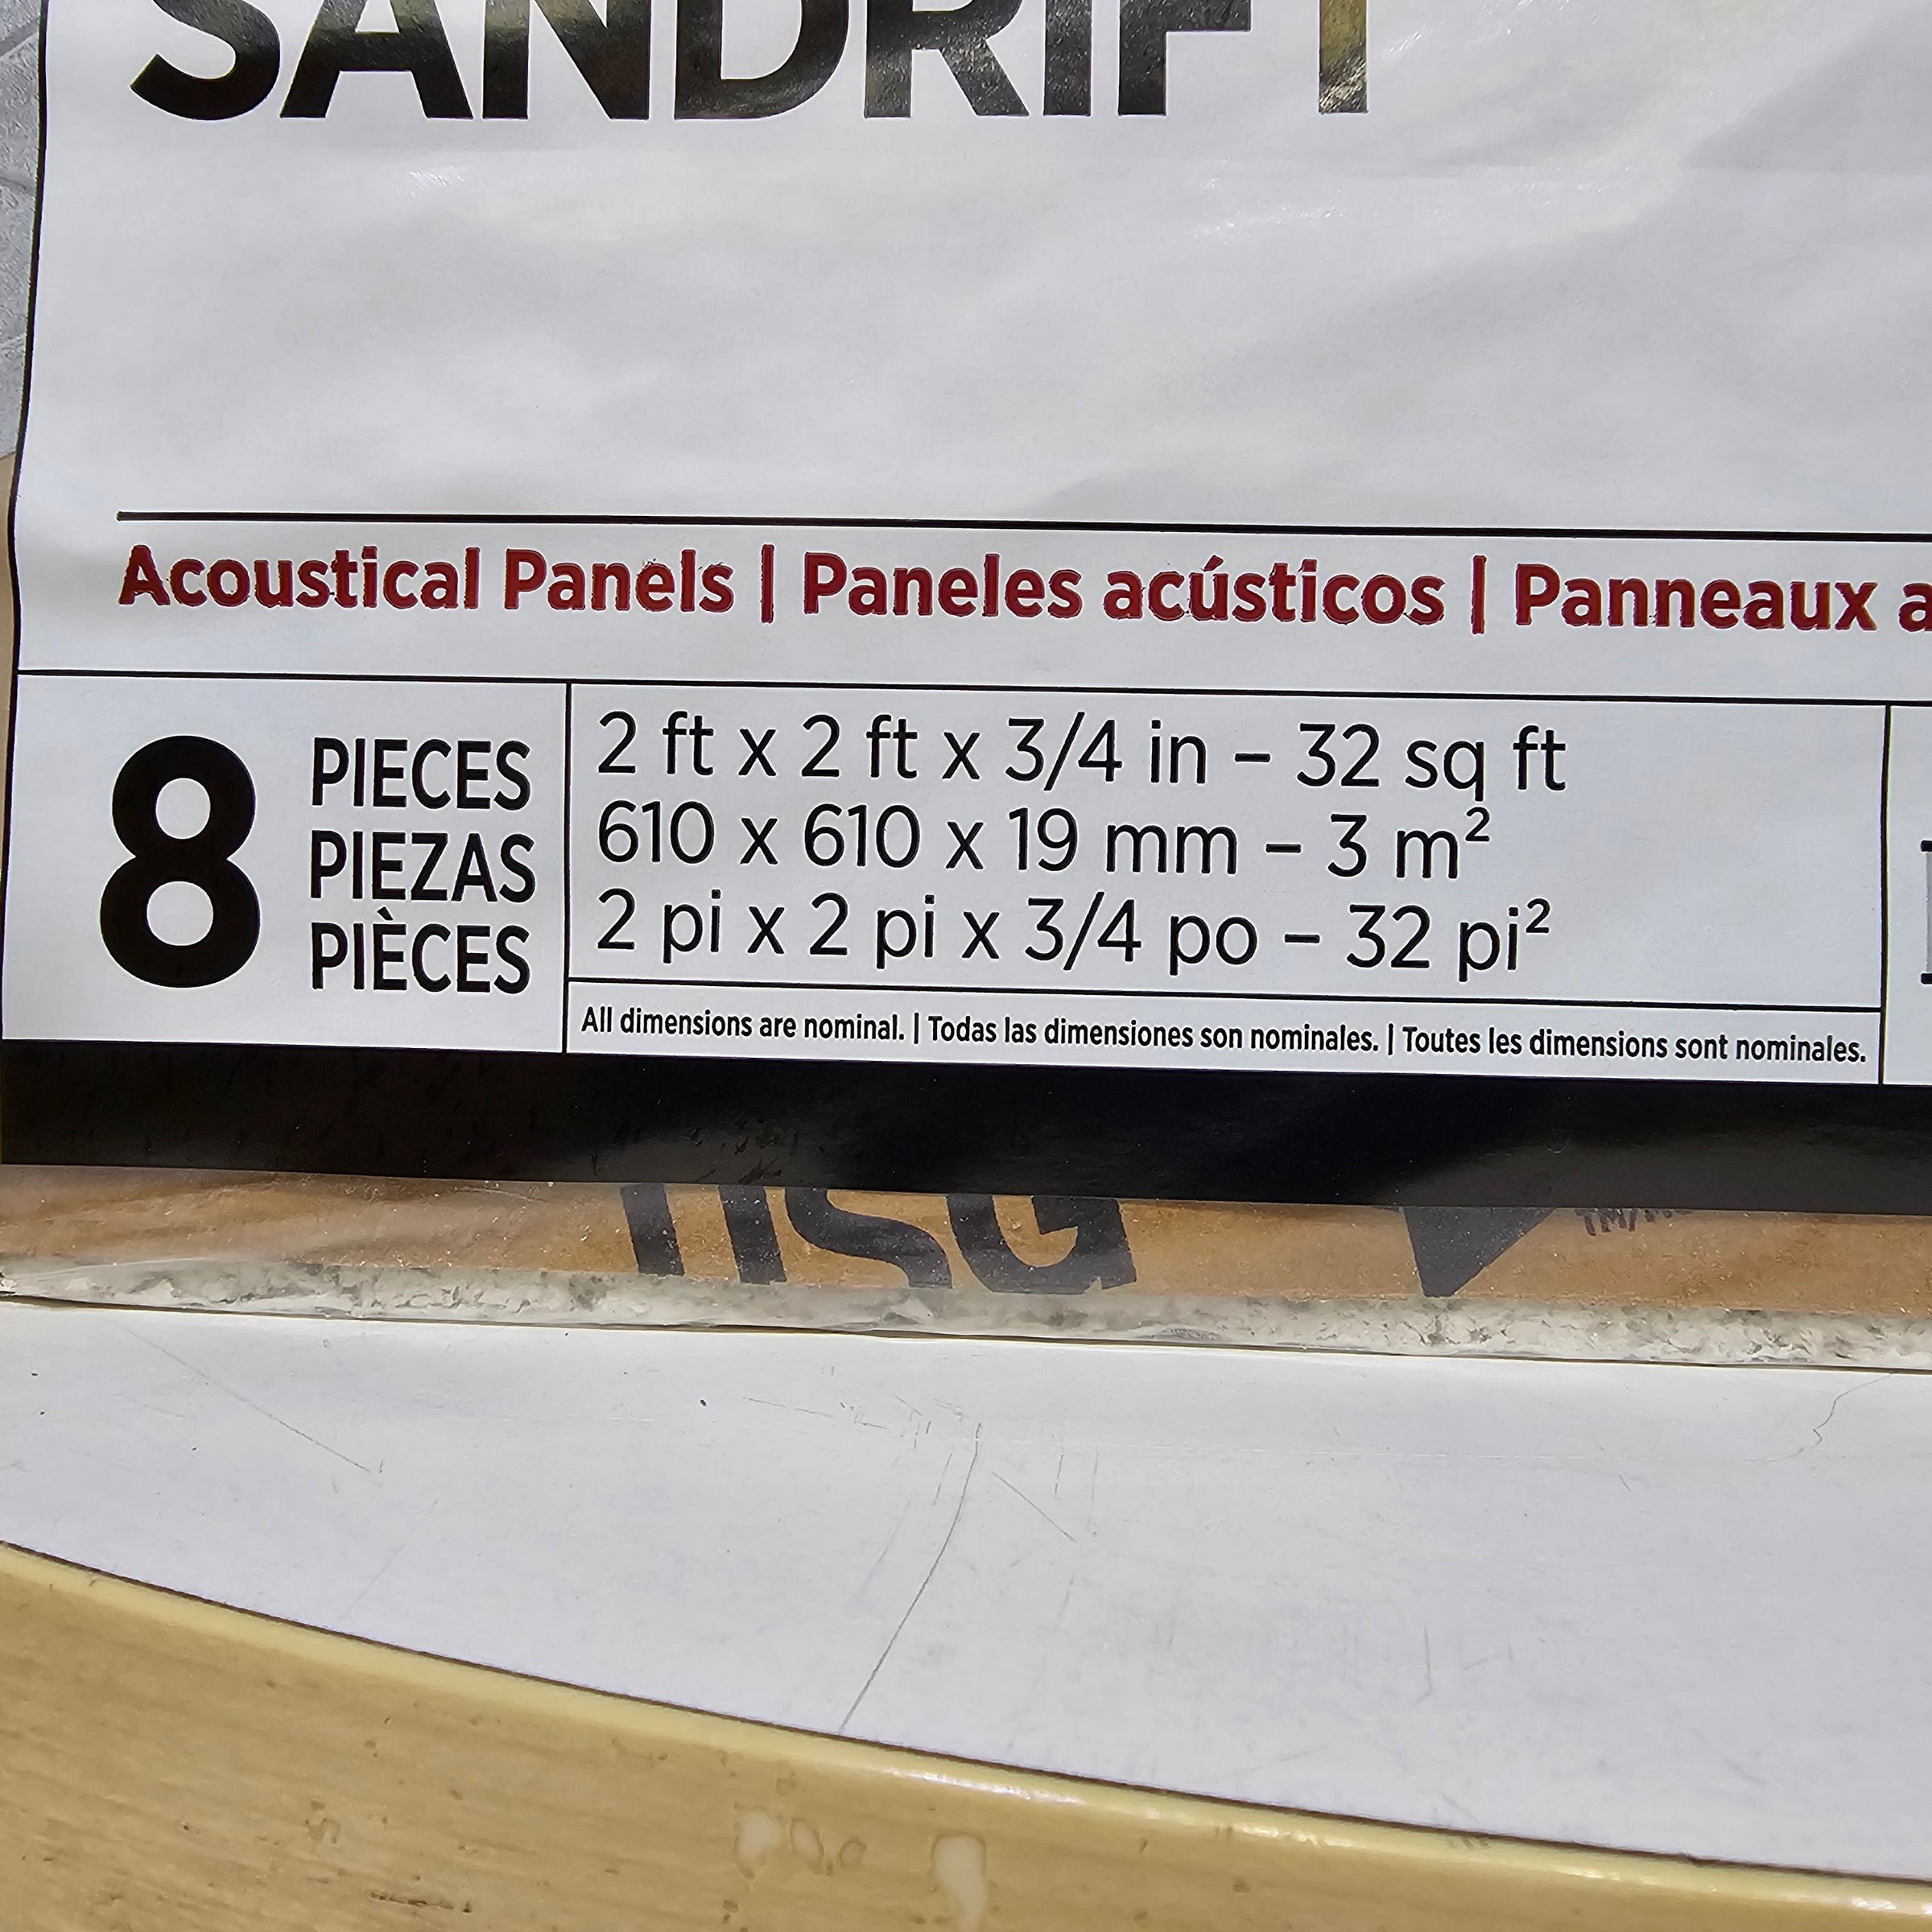 SANDRIFT
Acoustical Panels | Paneles acústicos | Panneaux
8
PIECES
PIEZAS
PIÈCES
2 ft x 2 ft x 3/4 in – 32 sq ft
610 x 610 x 19 mm – 3 m²
2 pi x 2 pi x 3/4 po – 32 pi²
All dimensions are nominal. | Todas las dimensiones son nominales. | Toutes les dimensions sont nominales.
USG